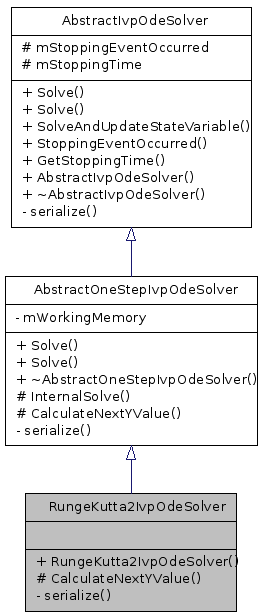 AbstractIvpOdeSolver
# mStoppingEventOccurred
# mStoppingTime
+ Solve()
+ Solve()
+ SolveAndUpdateStateVariable()
+ StoppingEventOccurred()
+ GetStoppingTime()
+ AbstractIvpOdeSolver()
+ ~AbstractIvpOdeSolver()
- serialize()
AbstractOneStepIvpOdeSolver
- mWorkingMemory
+ Solve()
+ Solve()
+ ~AbstractOneStepIvpOdeSolver()
# InternalSolve()
# CalculateNextYValue()
- serialize()
RungeKutta2IvpOdeSolver
+ RungeKutta2IvpOdeSolver()
# CalculateNextYValue()
- serialize()